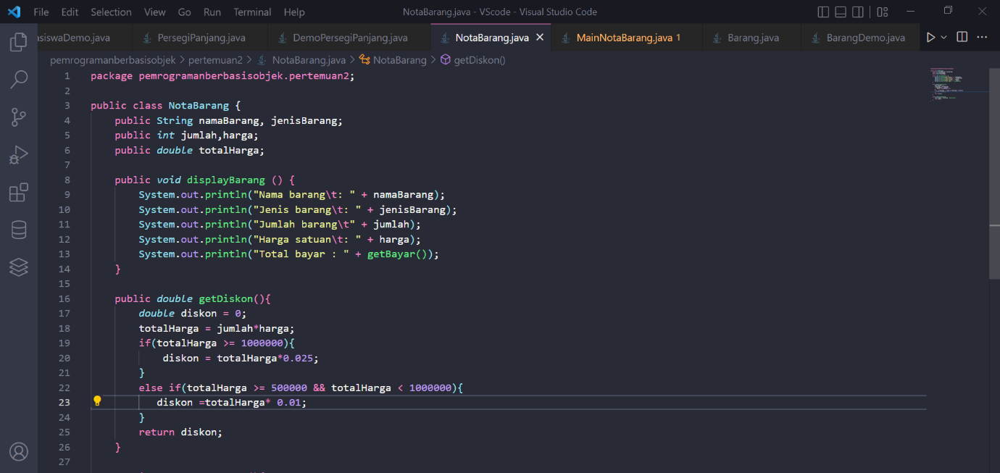 File Edit Selection View Go Run Terminal Help NotaBarang.java - VScode - Visual Studio Code
asiswaDemo.java PersegiPanjang.java DemoPersegiPanjang.java NotaBarang.java MainNotaBarang.java 1 Barang.java BarangDemo.java
pemrogramanberbasisobjek > pertemuan2 > NotaBarang.java > NotaBarang > getDiskon()
1 package pemrogramanberbasisobjek.pertemuan2;
2
3 public class NotaBarang {
4 public String namaBarang, jenisBarang;
5 public int jumlah,harga;
6 public double totalHarga;
7
8 public void displayBarang () {
9 System.out.println("Nama barang\t: " + namaBarang);
10 System.out.println("Jenis barang\t: " + jenisBarang);
11 System.out.println("Jumlah barang\t" + jumlah);
12 System.out.println("Harga satuan\t: " + harga);
13 System.out.println("Total bayar : " + getBayar());
14 }
15
16 public double getDiskon(){
17 double diskon = 0;
18 totalHarga = jumlah*harga;
19 if(totalHarga >= 1000000){
20 diskon = totalHarga*0.025;
21 }
22 else if(totalHarga >= 500000 && totalHarga < 1000000){
23 diskon =totalHarga* 0.01;
24 }
25 return diskon;
26 }
27